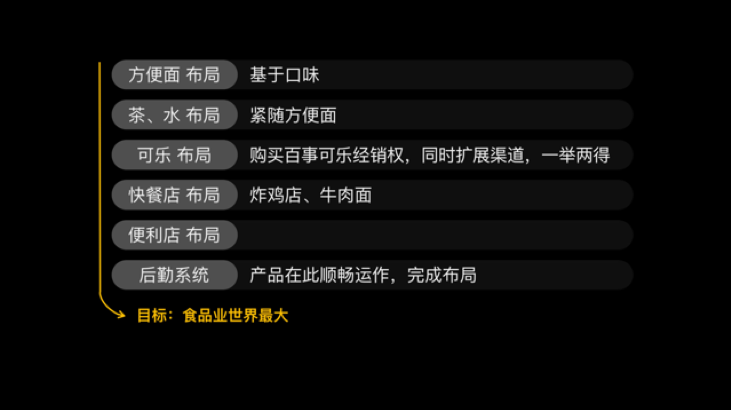 方便面 布局 基于口味
茶、水 布局 紧随方便面
可乐 布局 购买百事可乐经销权，同时扩展渠道，一举两得
快餐店 布局 炸鸡店、牛肉面
便利店 布局
后勤系统 产品在此顺畅运作，完成布局
目标：食品业世界最大